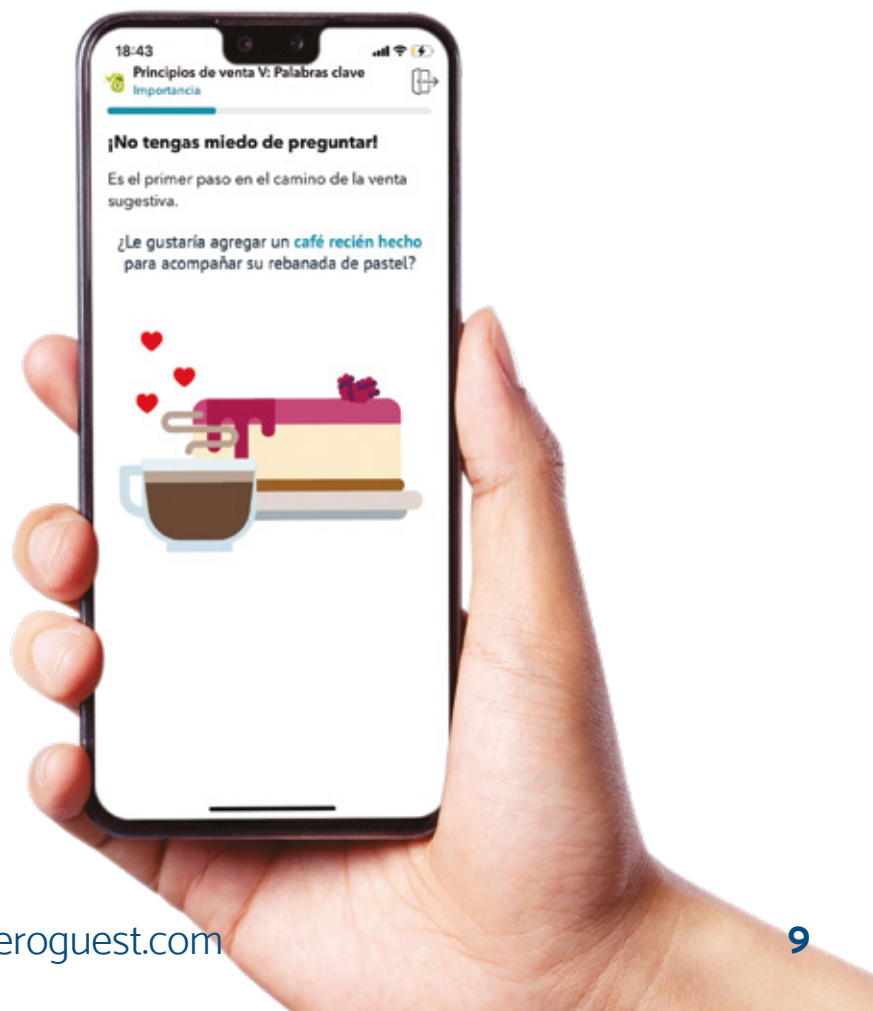 18:43
Principios de venta V: Palabras clave
Importancia
¡No tengas miedo de preguntar!
Es el primer paso en el camino de la venta
sugestiva.
¿Le gustaría agregar un café recién hecho
para acompañar su rebanada de pastel?
eroguest.com
9